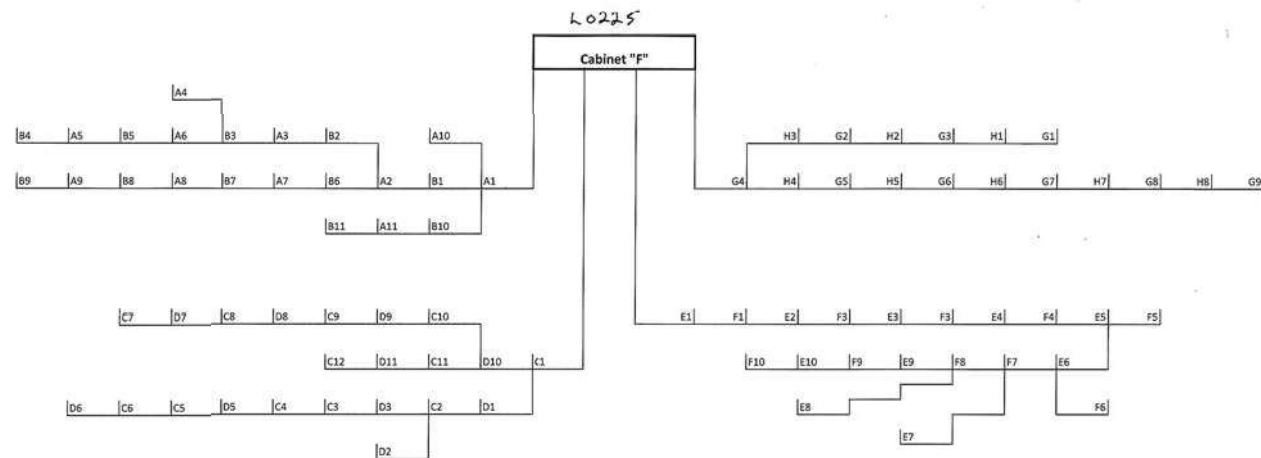 L0225
Cabinet "F"
A4
B4 A5 B5 A6 B3 A3 B2 A10 H3 G2 H2 G3 H1 G1
B9 A9 B8 A8 B7 A7 B6 A2 B1 A1 G4 H4 G5 H5 G6 H6 G7 H7 G8 H8 G9
B11 A11 B10
C7 D7 C8 D8 C9 D9 C10 E1 F1 E2 F3 E3 F3 E4 F4 E5 F5
C12 D11 C11 D10 C1 F10 E10 F9 E9 F8 F7 E6
D6 C6 C5 D5 C4 C3 D3 C2 D1 E8 F6
E7
D2